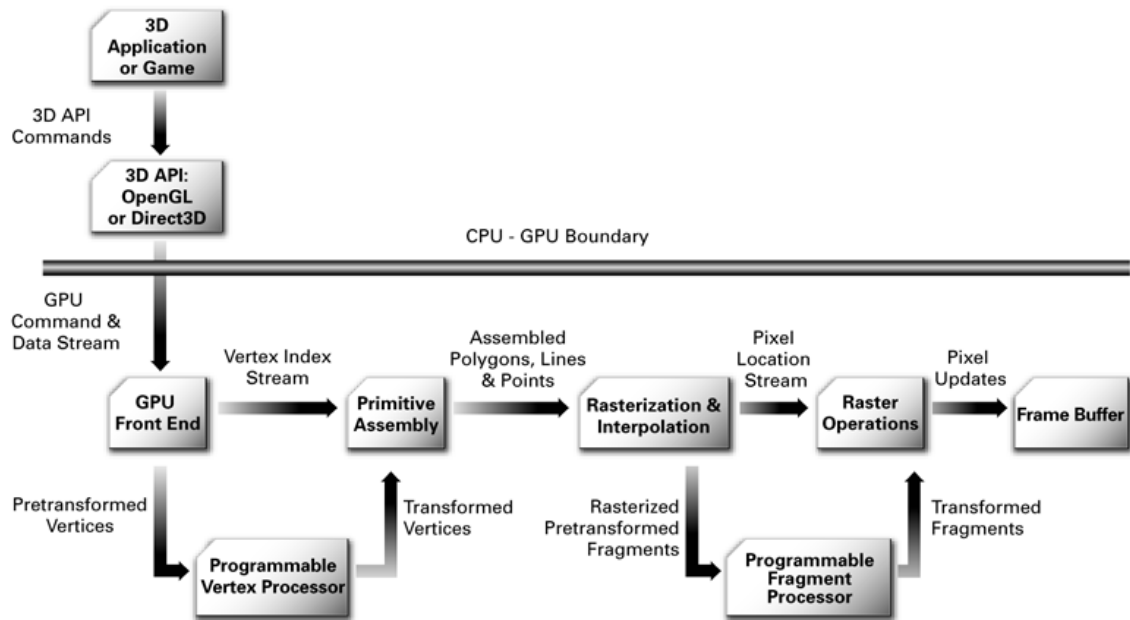 3D
Application
or Game
3D API
Commands
3D API:
OpenGL
or Direct3D
CPU - GPU Boundary
GPU
Command &
Data Stream
Vertex Index
Stream
Assembled
Polygons, Lines
& Points
Pixel
Location
Stream
Pixel
Updates
GPU
Front End
Primitive
Assembly
Rasterization &
Interpolation
Raster
Operations
Frame Buffer
Pretransformed
Vertices
Transformed
Vertices
Rasterized
Pretransformed
Fragments
Transformed
Fragments
Programmable
Vertex Processor
Programmable
Fragment
Processor